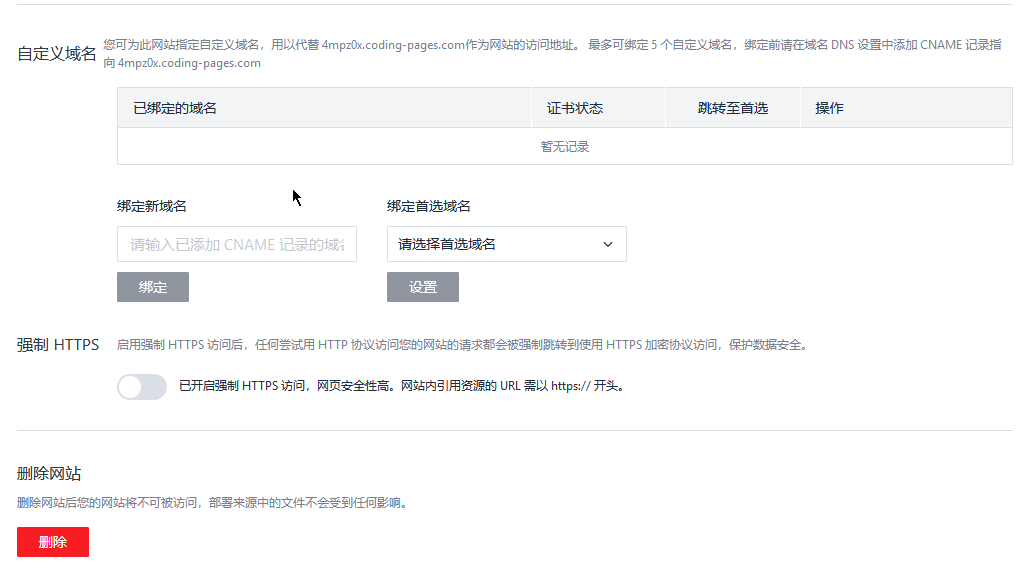 自定义域名
您可为此网站指定自定义域名，用以代替 4mpz0x.coding-pages.com作为网站的访问地址。 最多可绑定 5 个自定义域名，绑定前请在域名 DNS 设置中添加 CNAME 记录指
向 4mpz0x.coding-pages.com
已绑定的域名 证书状态 跳转至首选 操作
暂无记录
绑定新域名 绑定首选域名
请输入已添加 CNAME 记录的域名 请选择首选域名
绑定 设置
强制 HTTPS 启用强制 HTTPS 访问后，任何尝试用 HTTP 协议访问您的网站的请求都会被强制跳转到使用 HTTPS 加密协议访问，保护数据安全。
已开启强制 HTTPS 访问，网页安全性高。网站内引用资源的 URL 需以 https:// 开头。
删除网站
删除网站后您的网站将不可被访问，部署来源中的文件不会受到任何影响。
删除